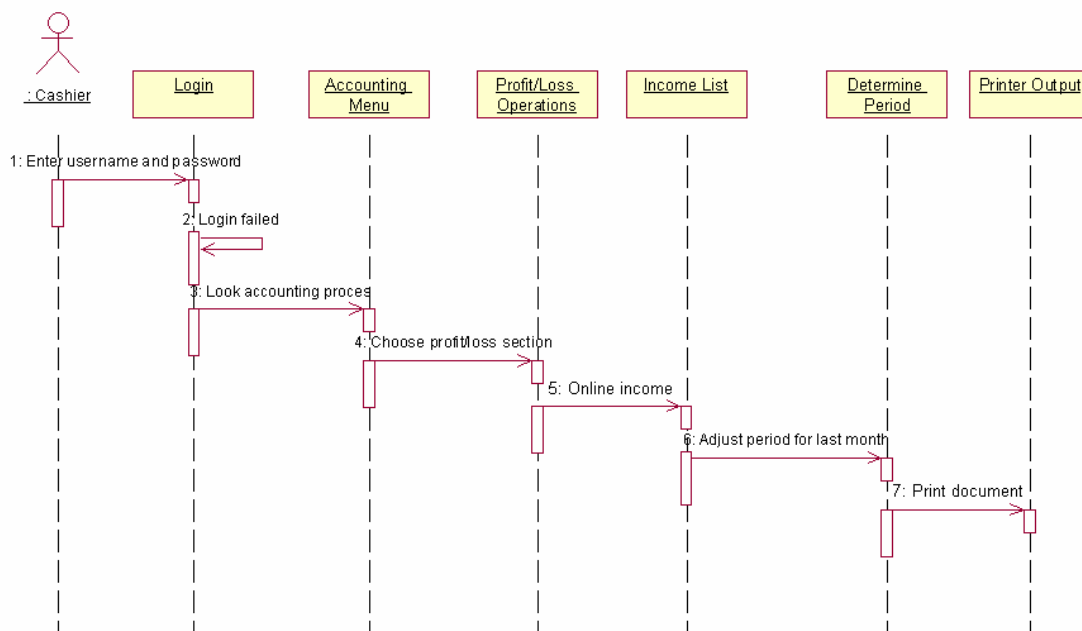 : Cashier
Login
Accounting
Menu
Profit/Loss
Operations
Income List
Determine
Period
Printer Output
1: Enter username and password
2: Login failed
3: Look accounting proces
4: Choose profit/loss section
5: Online income
6: Adjust period for last month
7: Print document